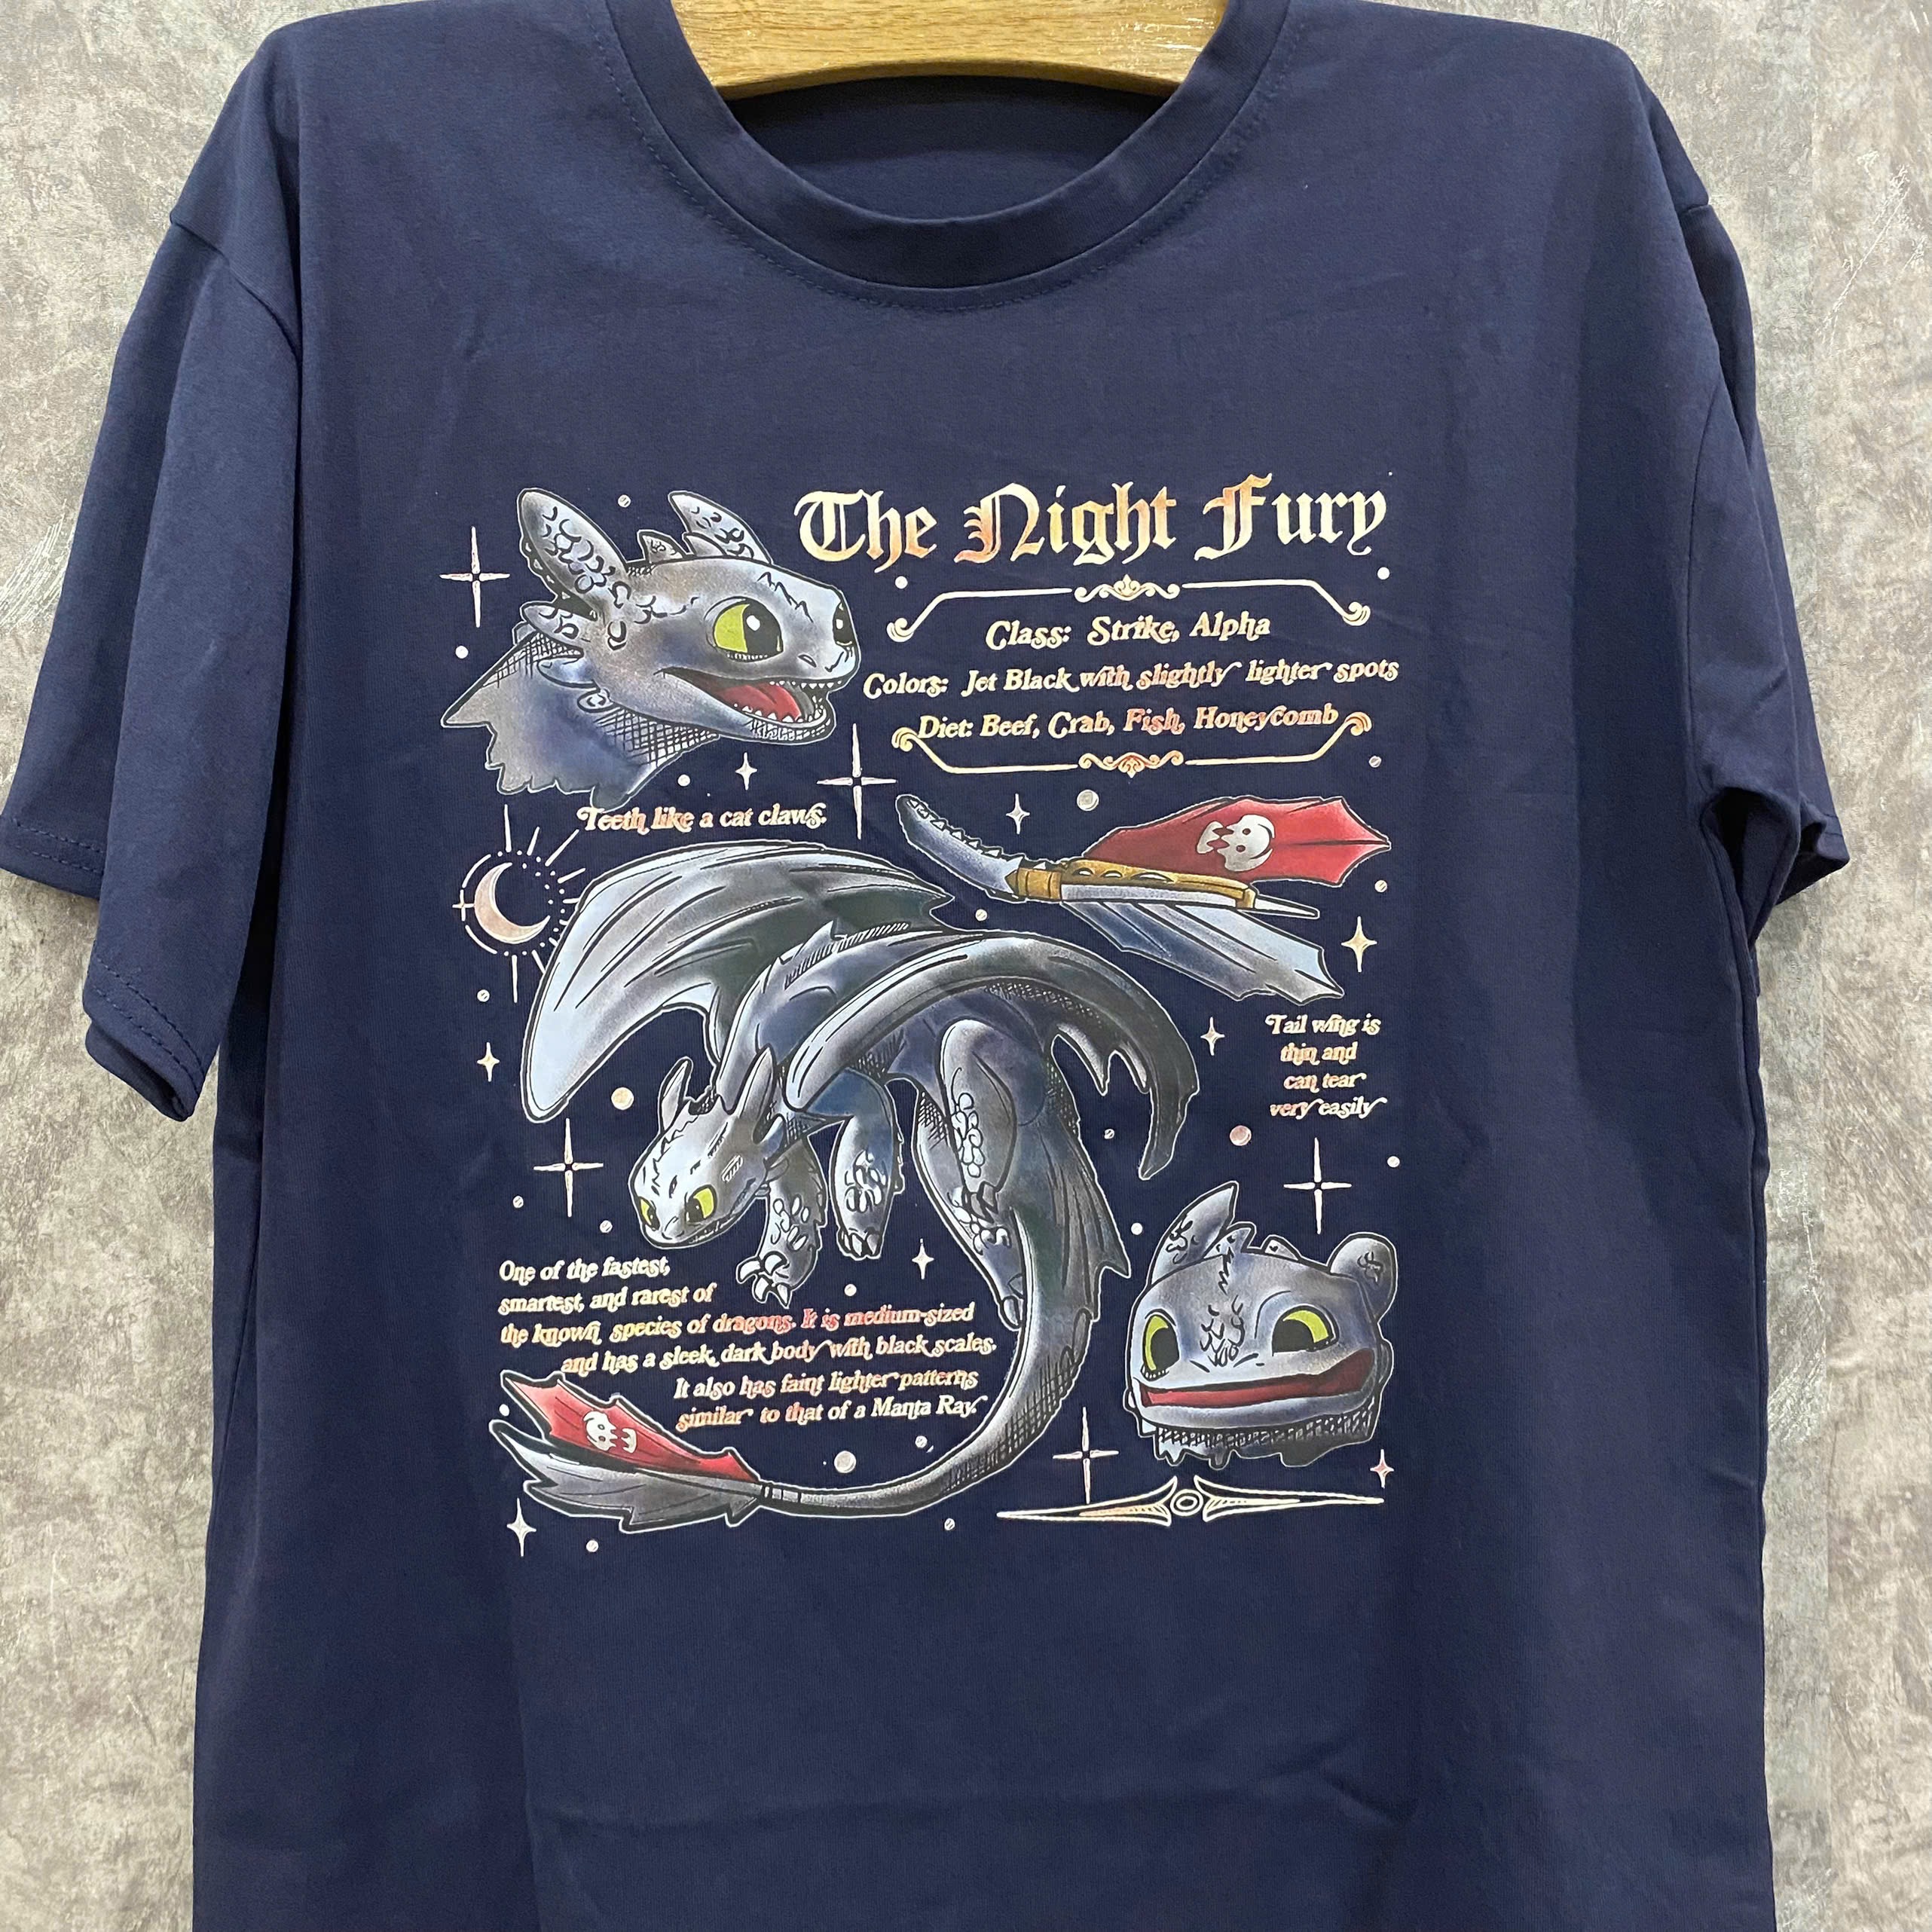 The Night Fury
Class: Strike, Alpha
Colors: Jet Black with slightly lighter spots
Diet: Beef, Crab, Fish, Honeycomb
Teeth like a cat claws.
Tail wing is
thin and
can tear
very easily
One of the fastest,
smartest, and rarest of
the known species of dragons. It is medium-sized
and has a sleek, dark body with black scales.
It also has faint lighter patterns
similar to that of a Manta Ray.